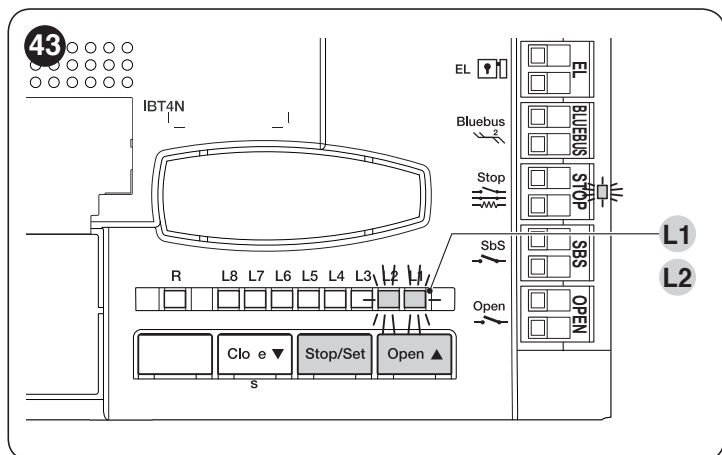 43
EL
EL
IBT4N
Bluebus
2
BLUEBUS
Stop
STOP
L1
SbS
SBS
L2
R L8 L7 L6 L5 L4 L3 L2 L1
Open
OPEN
Clo e ▼ Stop/Set Open ▲
s